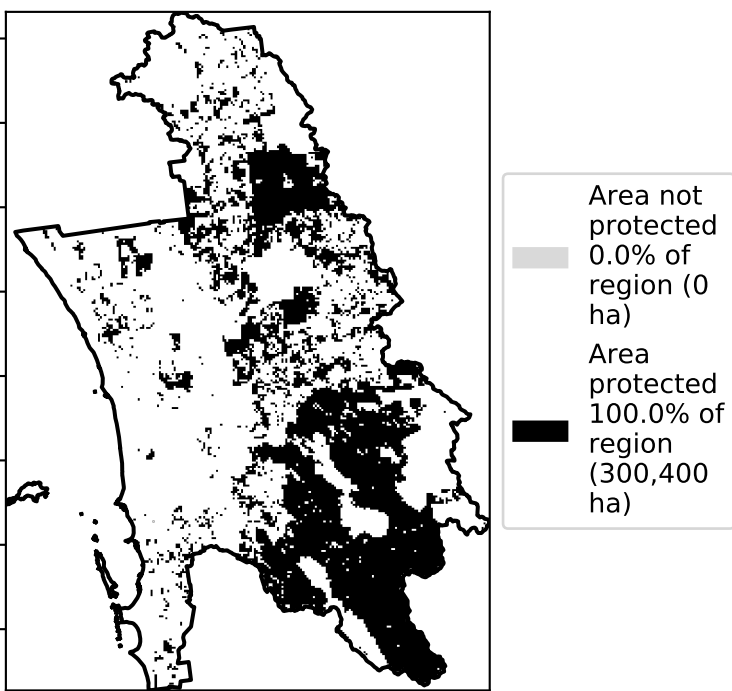 Area not
protected
0.0% of
region (0
ha)
Area
protected
100.0% of
region
(300,400
ha)